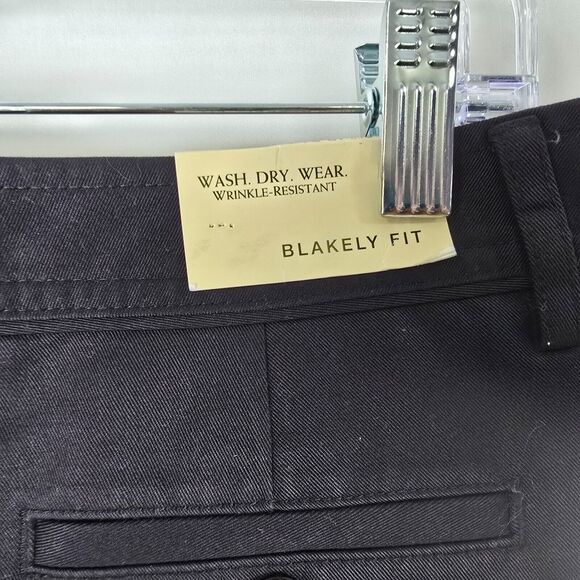 WASH. DRY. WEAR.
WRINKLE-RESISTANT
BLAKELY FIT